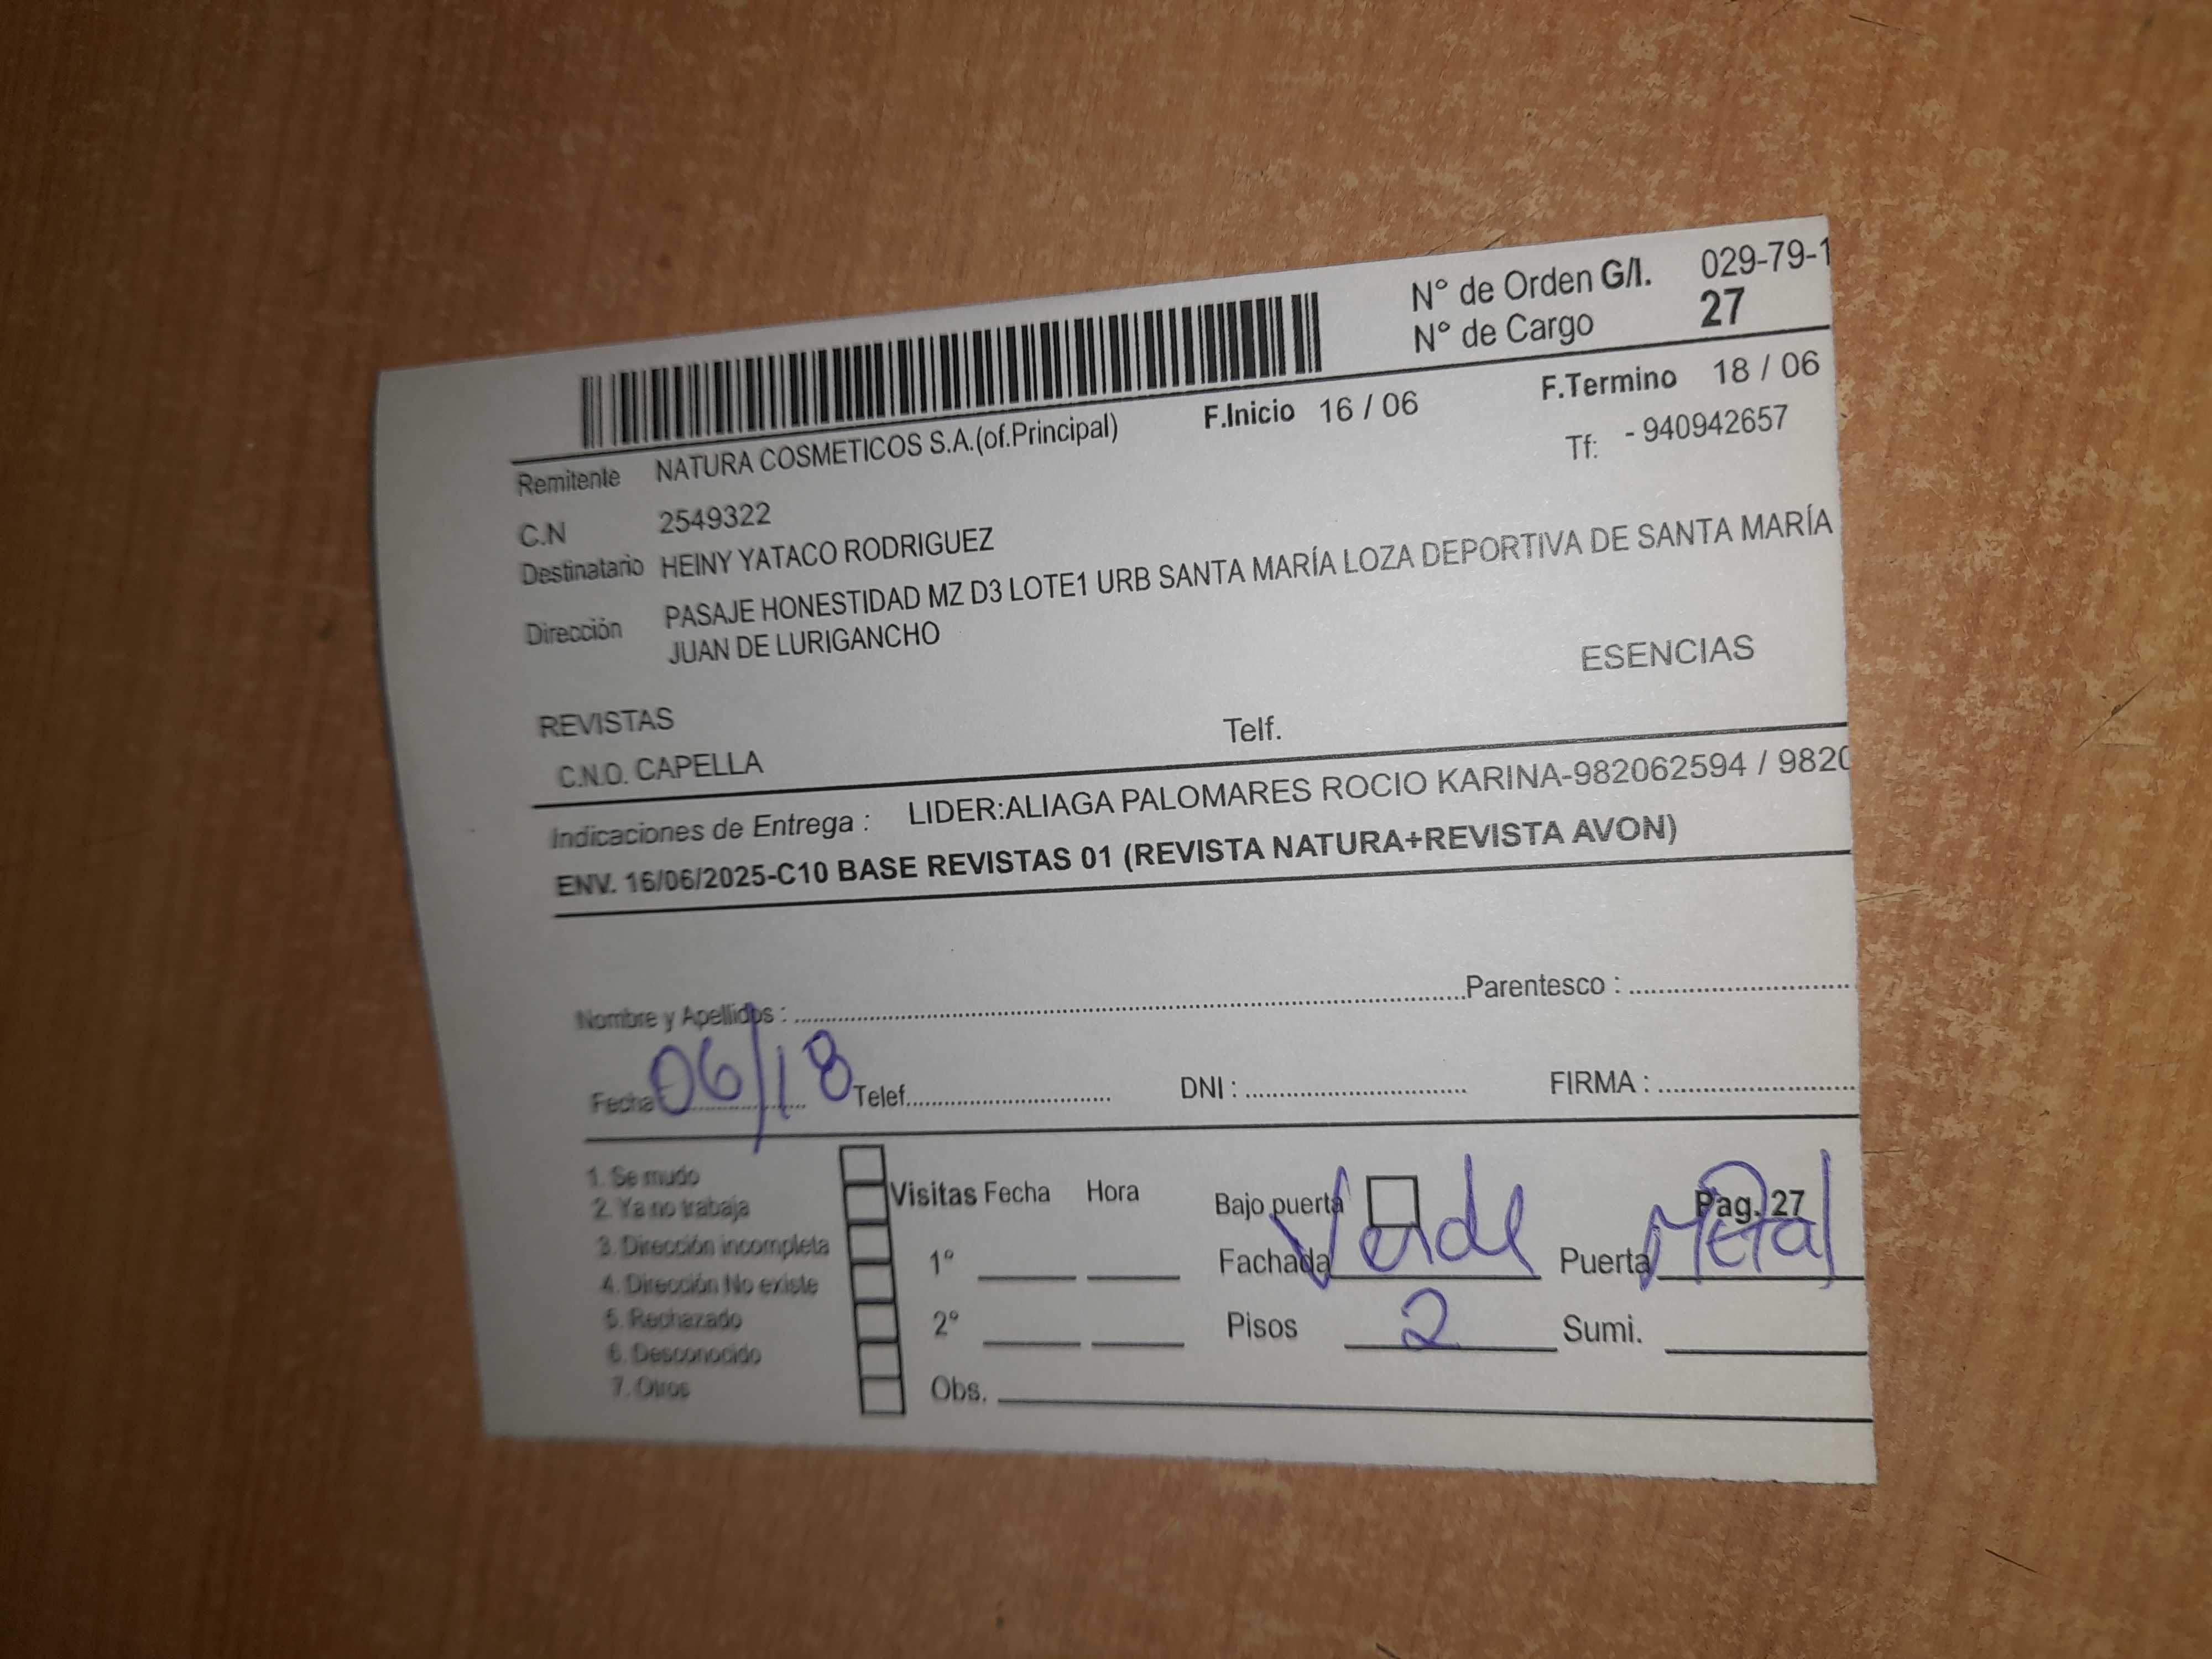 N° de Orden G/I. 029-79-1
N° de Cargo 27
F.Inicio 16 / 06 F.Termino 18 / 06
Remitente NATURA COSMETICOS S.A.(of.Principal) Tf: - 940942657
C.N 2549322
Destinatario HEINY YATACO RODRIGUEZ
Dirección PASAJE HONESTIDAD MZ D3 LOTE1 URB SANTA MARÍA LOZA DEPORTIVA DE SANTA MARÍA
JUAN DE LURIGANCHO
ESENCIAS
REVISTAS
C.N.O. CAPELLA Telf.
Indicaciones de Entrega : LIDER:ALIAGA PALOMARES ROCIO KARINA-982062594 / 9820
ENV. 16/06/2025-C10 BASE REVISTAS 01 (REVISTA NATURA+REVISTA AVON)
Nombre y Apellidos : Parentesco :
Fecha 06/18 Telef. DNI : FIRMA :
1. Se mudo
2. Ya no trabaja
3. Dirección incompleta
4. Dirección No existe
5. Rechazado
6. Desconocido
7. Otros
Visitas Fecha Hora
1°
2°
Obs.
Bajo puerta Pag. 27
Fachada Verde Puerta Metal
Pisos 2 Sumi.